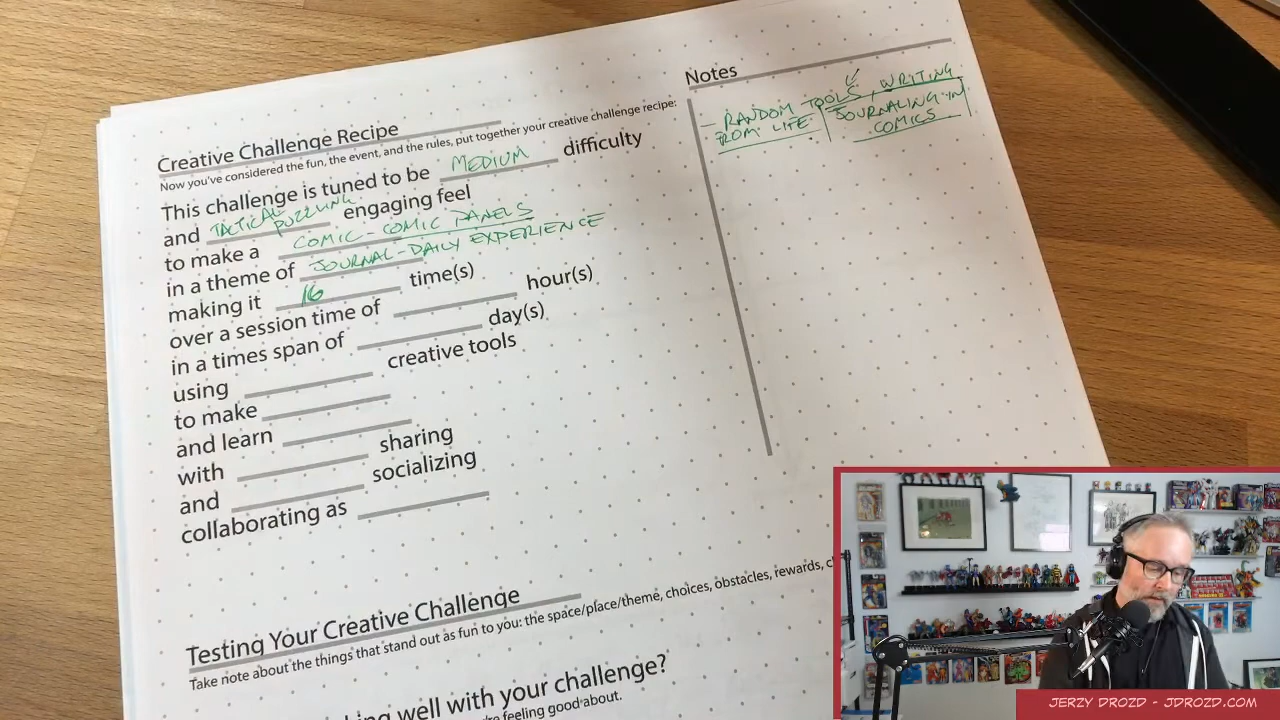 Creative Challenge Recipe
Now you've considered the fun, the event, and the rules, put together your creative challenge recipe:
This challenge is tuned to be MEDIUM difficulty
and TACTICAL PUZZLING engaging feel
to make a COMIC - COMIC PANELS
in a theme of JOURNAL - DAILY EXPERIENCE
making it 16 time(s)
over a session time of hour(s)
in a times span of day(s)
using creative tools
to make
and learn
with sharing
and socializing
collaborating as
Notes
- RANDOM TOOLS, WRITING
FROM LIFE JOURNALING IN
COMICS
Testing Your Creative Challenge
Take note about the things that stand out as fun to you: the space/place/theme, choices, obstacles, rewards,
well with your challenge?
feeling good about.
JERZY DROZD - JDROZD.COM